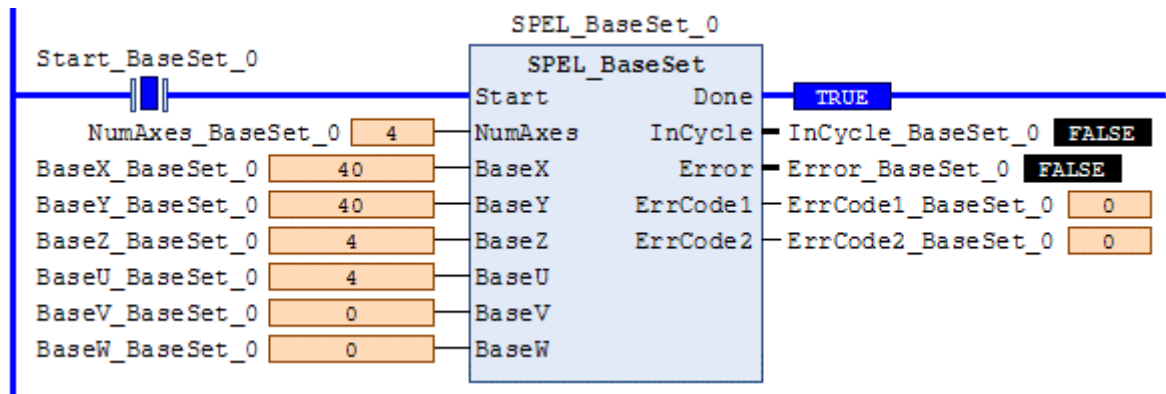 SPEL_BaseSet_0
Start_BaseSet_0
SPEL_BaseSet
Start Done TRUE
NumAxes_BaseSet_0 4 NumAxes InCycle InCycle_BaseSet_0 FALSE
BaseX_BaseSet_0 40 BaseX Error Error_BaseSet_0 FALSE
BaseY_BaseSet_0 40 BaseY ErrCode1 ErrCode1_BaseSet_0 0
BaseZ_BaseSet_0 4 BaseZ ErrCode2 ErrCode2_BaseSet_0 0
BaseU_BaseSet_0 4 BaseU
BaseV_BaseSet_0 0 BaseV
BaseW_BaseSet_0 0 BaseW